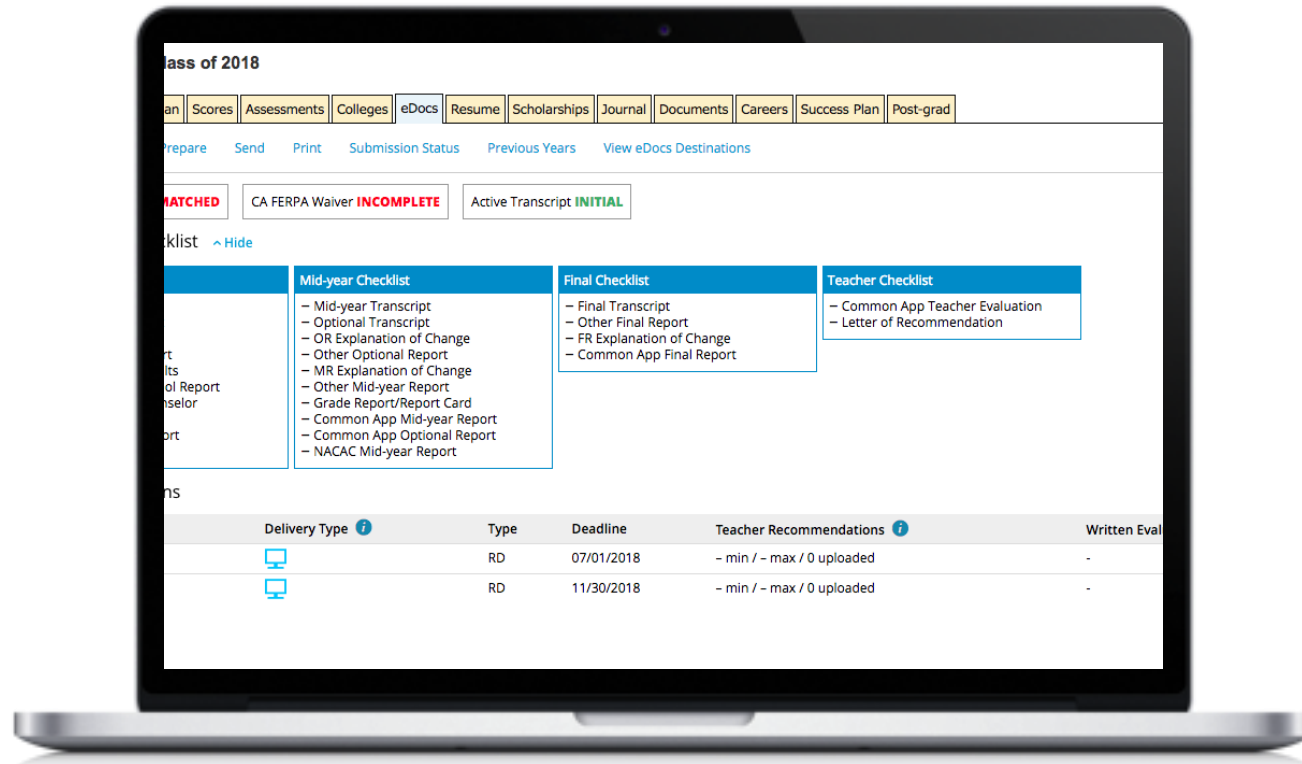 lass of 2018
an Scores Assessments Colleges eDocs Resume Scholarships Journal Documents Careers Success Plan Post-grad
Prepare Send Print Submission Status Previous Years View eDocs Destinations
MATCHED CA FERPA Waiver INCOMPLETE Active Transcript INITIAL
cklist Hide
Mid-year Checklist
– Mid-year Transcript
– Optional Transcript
– OR Explanation of Change
– Other Optional Report
– MR Explanation of Change
– Other Mid-year Report
– Grade Report/Report Card
– Common App Mid-year Report
– Common App Optional Report
– NACAC Mid-year Report
Final Checklist
– Final Transcript
– Other Final Report
– FR Explanation of Change
– Common App Final Report
Teacher Checklist
– Common App Teacher Evaluation
– Letter of Recommendation
rt
lts
ol Report
nselor
ort
ns
Delivery Type i Type Deadline Teacher Recommendations i Written Eval
RD 07/01/2018 – min / – max / 0 uploaded -
RD 11/30/2018 – min / – max / 0 uploaded -